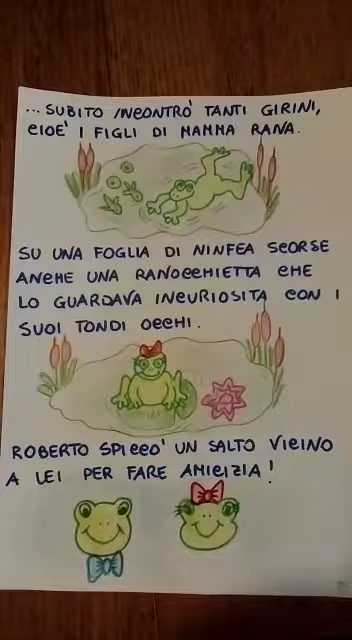 ... SUBITO INCONTRÒ TANTI GIRINI,
CIOE' I FIGLI DI MAMMA RANA.
SU UNA FOGLIA DI NINFEA SCORSE
ANCHE UNA RANOCCHIETTA CHE
LO GUARDAVA INCURIOSITA CON I
SUOI TONDI OCCHI.
ROBERTO SPICCO' UN SALTO VICINO
A LEI PER FARE AMICIZIA!